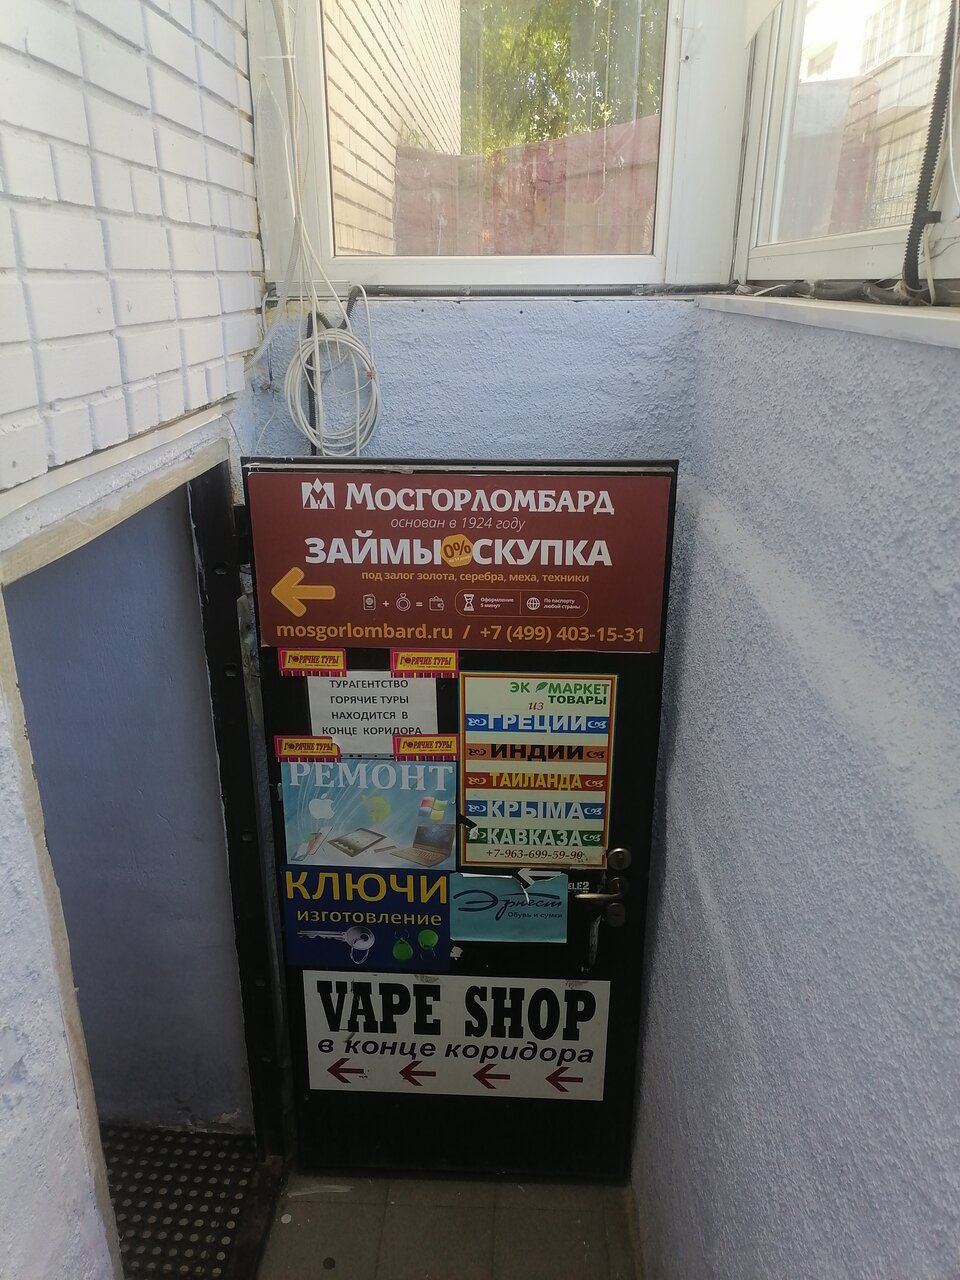 МОСГОРЛОМБАРД
основан в 1924 году
ЗАЙМЫ 0% СКУПКА
под залог золота, серебра, меха, техники
Оформление
5 минут
По паспорту
любой страны
mosgorlombard.ru / +7 (499) 403-15-31
ГОРЯЧИЕ ТУРЫ
ГОРЯЧИЕ ТУРЫ
ТУРАГЕНТСТВО
ГОРЯЧИЕ ТУРЫ
НАХОДИТСЯ В
КОНЦЕ КОРИДОРА
ГОРЯЧИЕ ТУРЫ
ГОРЯЧИЕ ТУРЫ
ЭК МАРКЕТ
ТОВАРЫ
из
ГРЕЦИИ
ИНДИИ
ТАИЛАНДА
КРЫМА
КАВКАЗА
+7-963-699-59-90
РЕМОНТ
КЛЮЧИ
ИЗГОТОВЛЕНИЕ
TELE2
Эрнест
Обувь и сумки
VAPE SHOP
в конце коридора